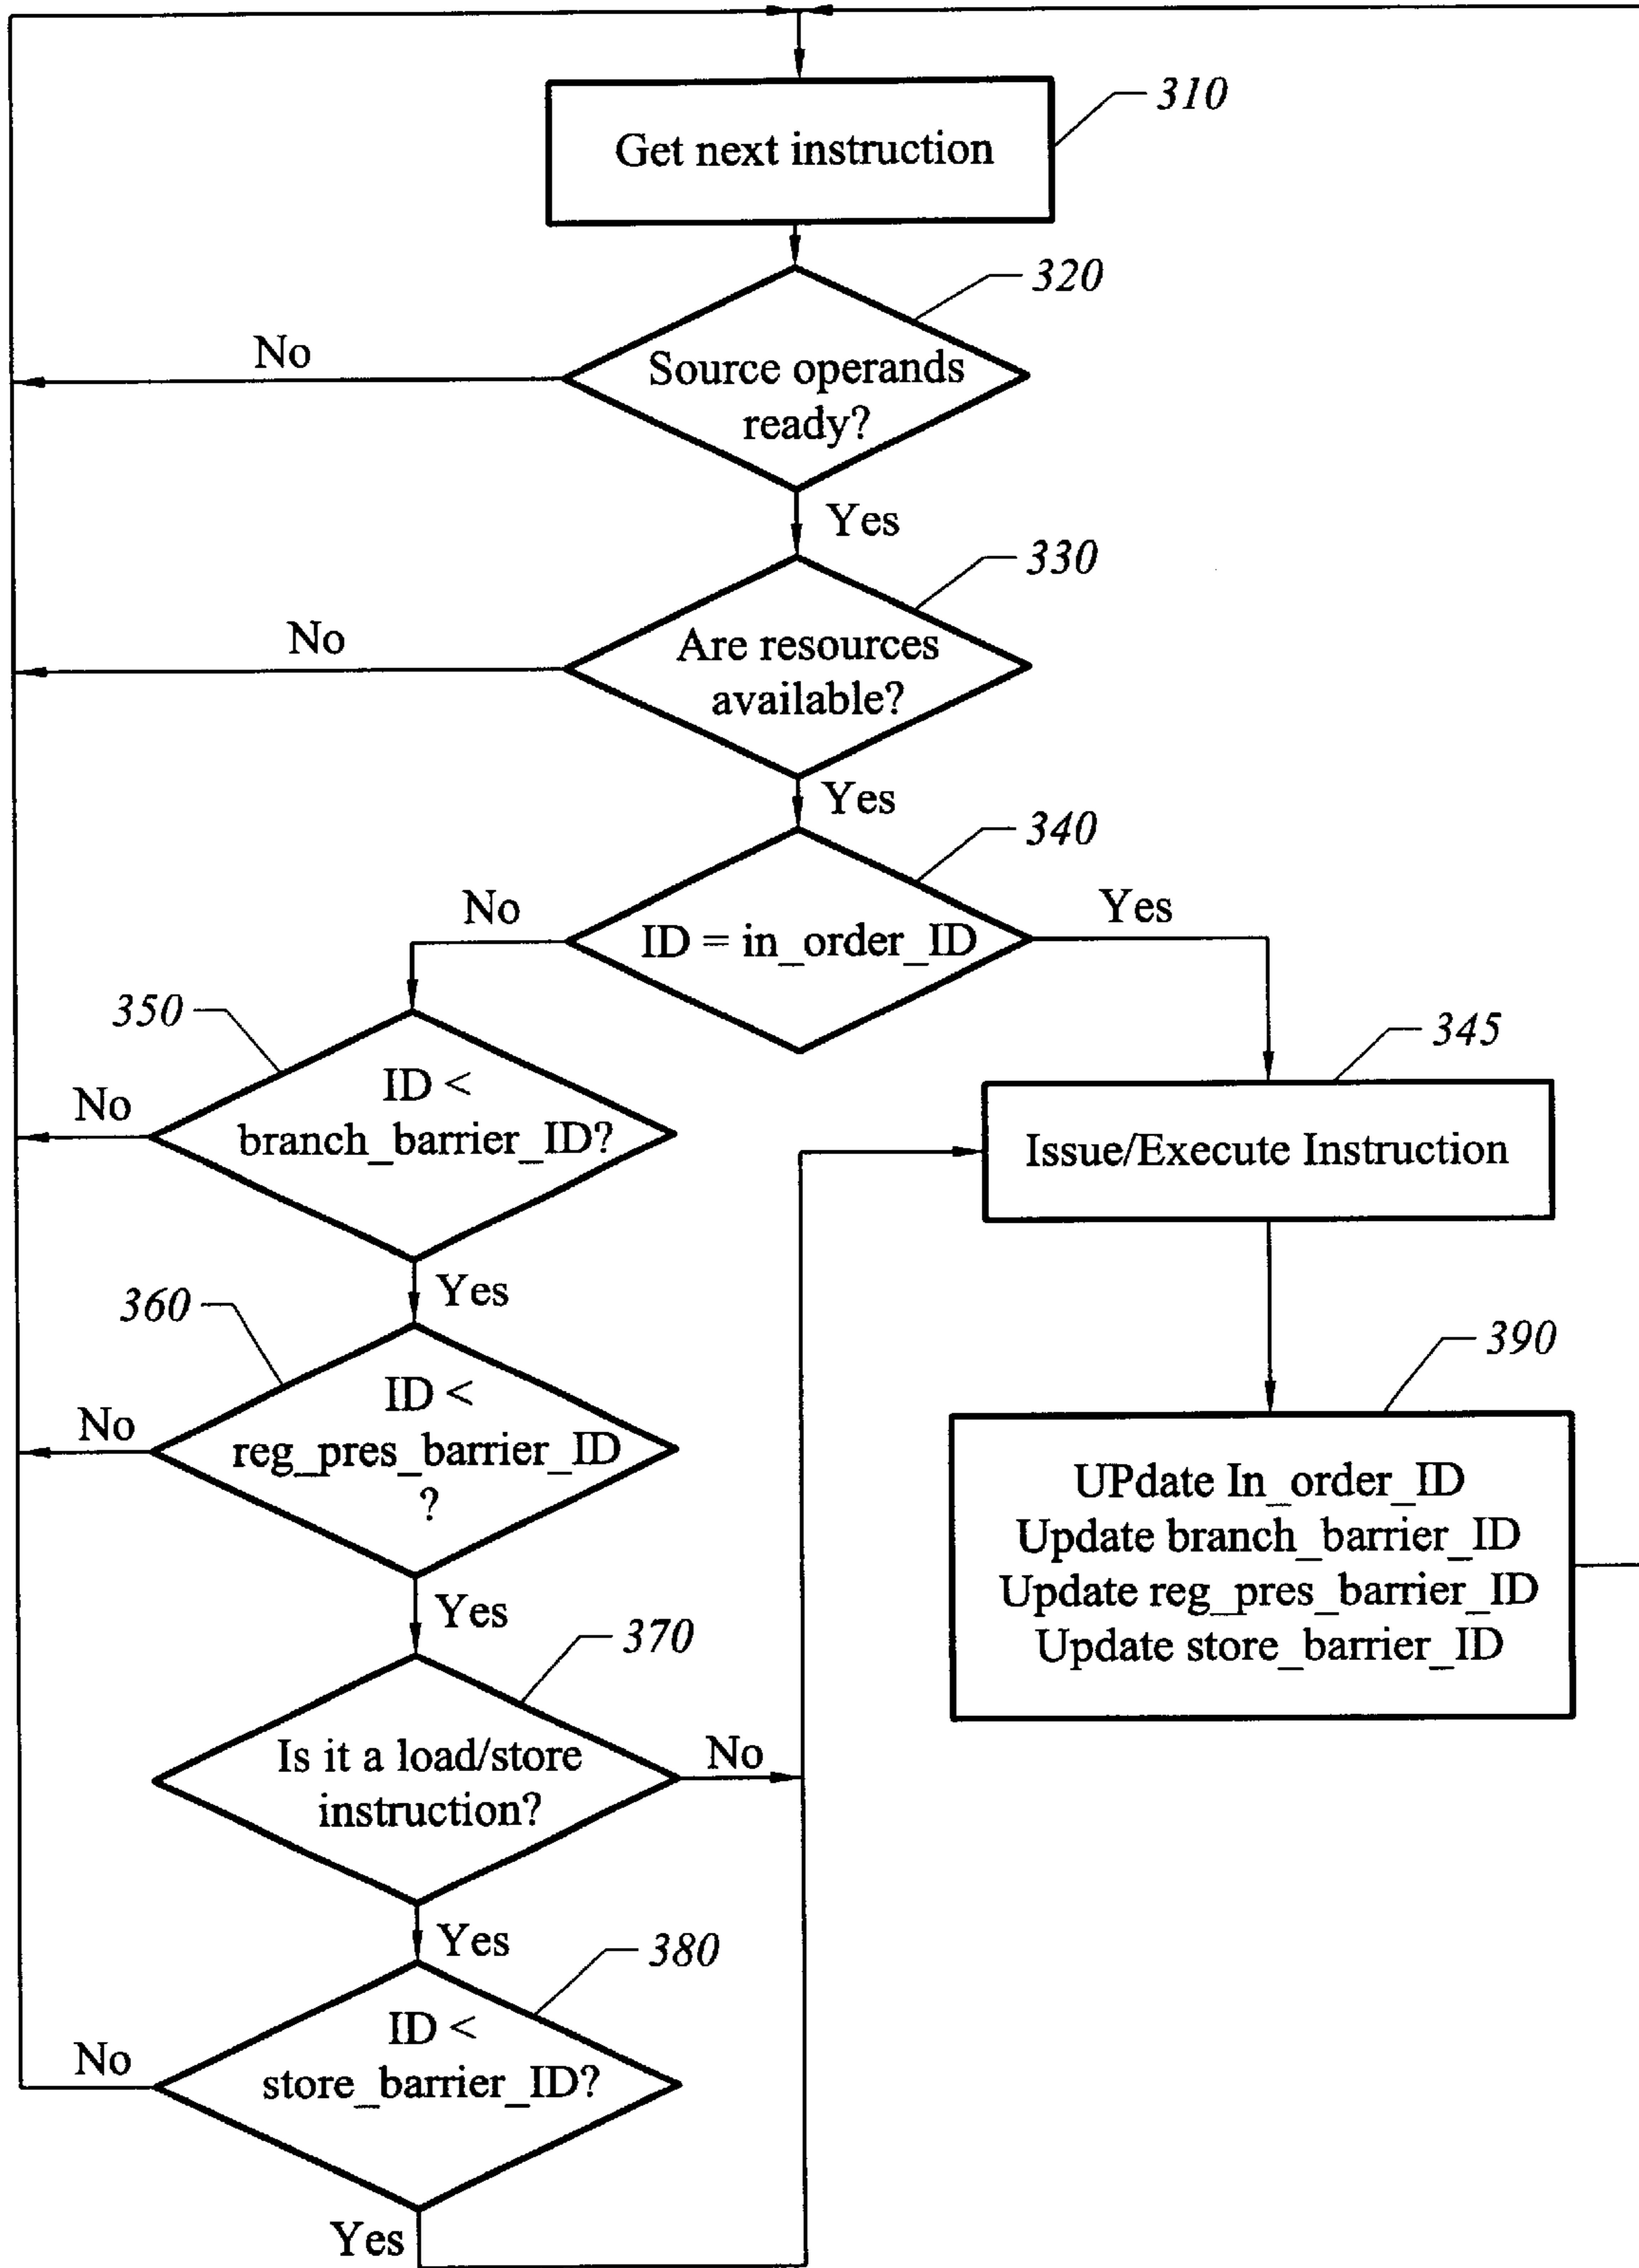 310
Get next instruction
320
Source operands
ready?
No
Yes
330
Are resources
available?
No
Yes
340
ID = in_order_ID
No
Yes
350
ID <
branch_barrier_ID?
No
Yes
345
Issue/Execute Instruction
360
ID <
reg_pres_barrier_ID
?
No
Yes
390
UPdate In_order_ID
Update branch_barrier_ID
Update reg_pres_barrier_ID
Update store_barrier_ID
370
Is it a load/store
instruction?
No
Yes
380
ID <
store_barrier_ID?
No
Yes